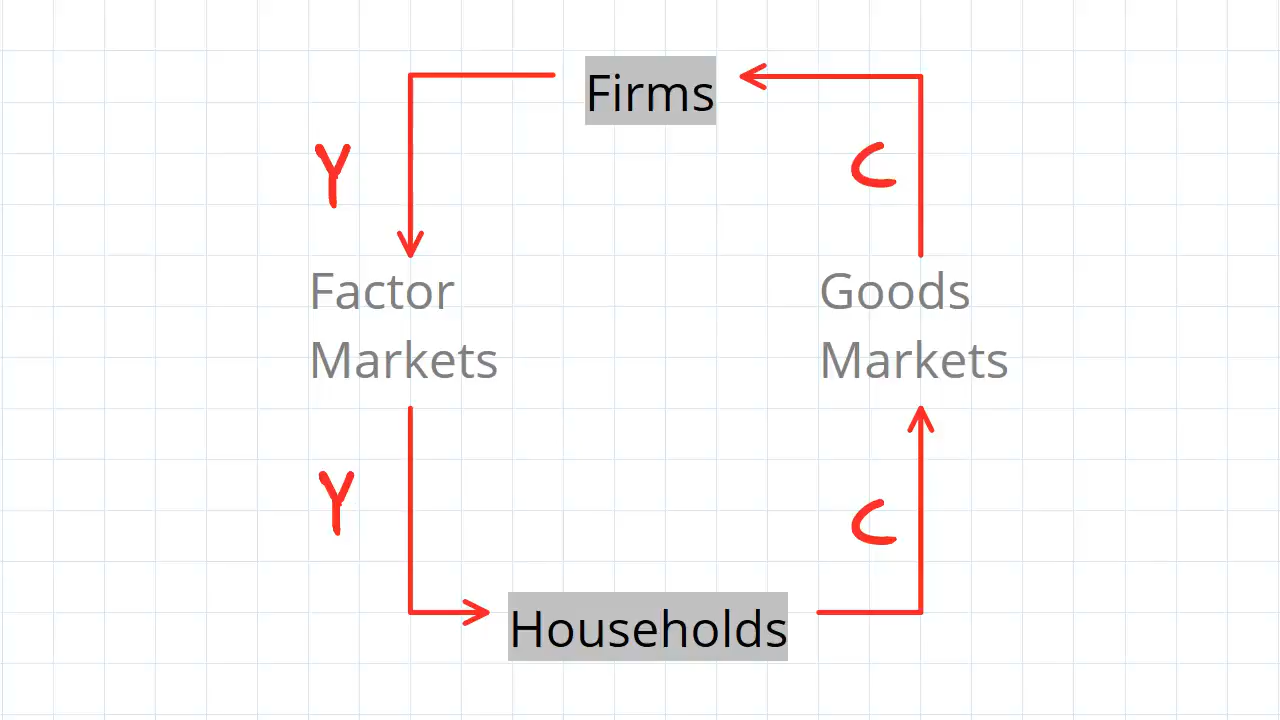 Firms
Y
C
Factor
Markets
Goods
Markets
Y
C
Households